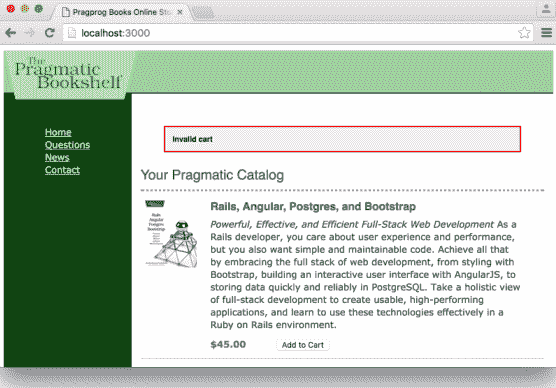 Pragprog Books Online Sto
localhost:3000
The
Pragmatic
Bookshelf
Home
Questions
News
Contact
Invalid cart
Your Pragmatic Catalog
Rails, Angular, Postgres, and Bootstrap
Rails
Angular
Postgres
Bootstrap
Powerful, Effective, and Efficient Full-Stack Web Development As a
Rails developer, you care about user experience and performance,
but you also want simple and maintainable code. Achieve all that
by embracing the full stack of web development, from styling with
Bootstrap, building an interactive user interface with AngularJS, to
storing data quickly and reliably in PostgreSQL. Take a holistic view
of full-stack development to create usable, high-performing
applications, and learn to use these technologies effectively in a
Ruby on Rails environment.
$45.00
Add to Cart